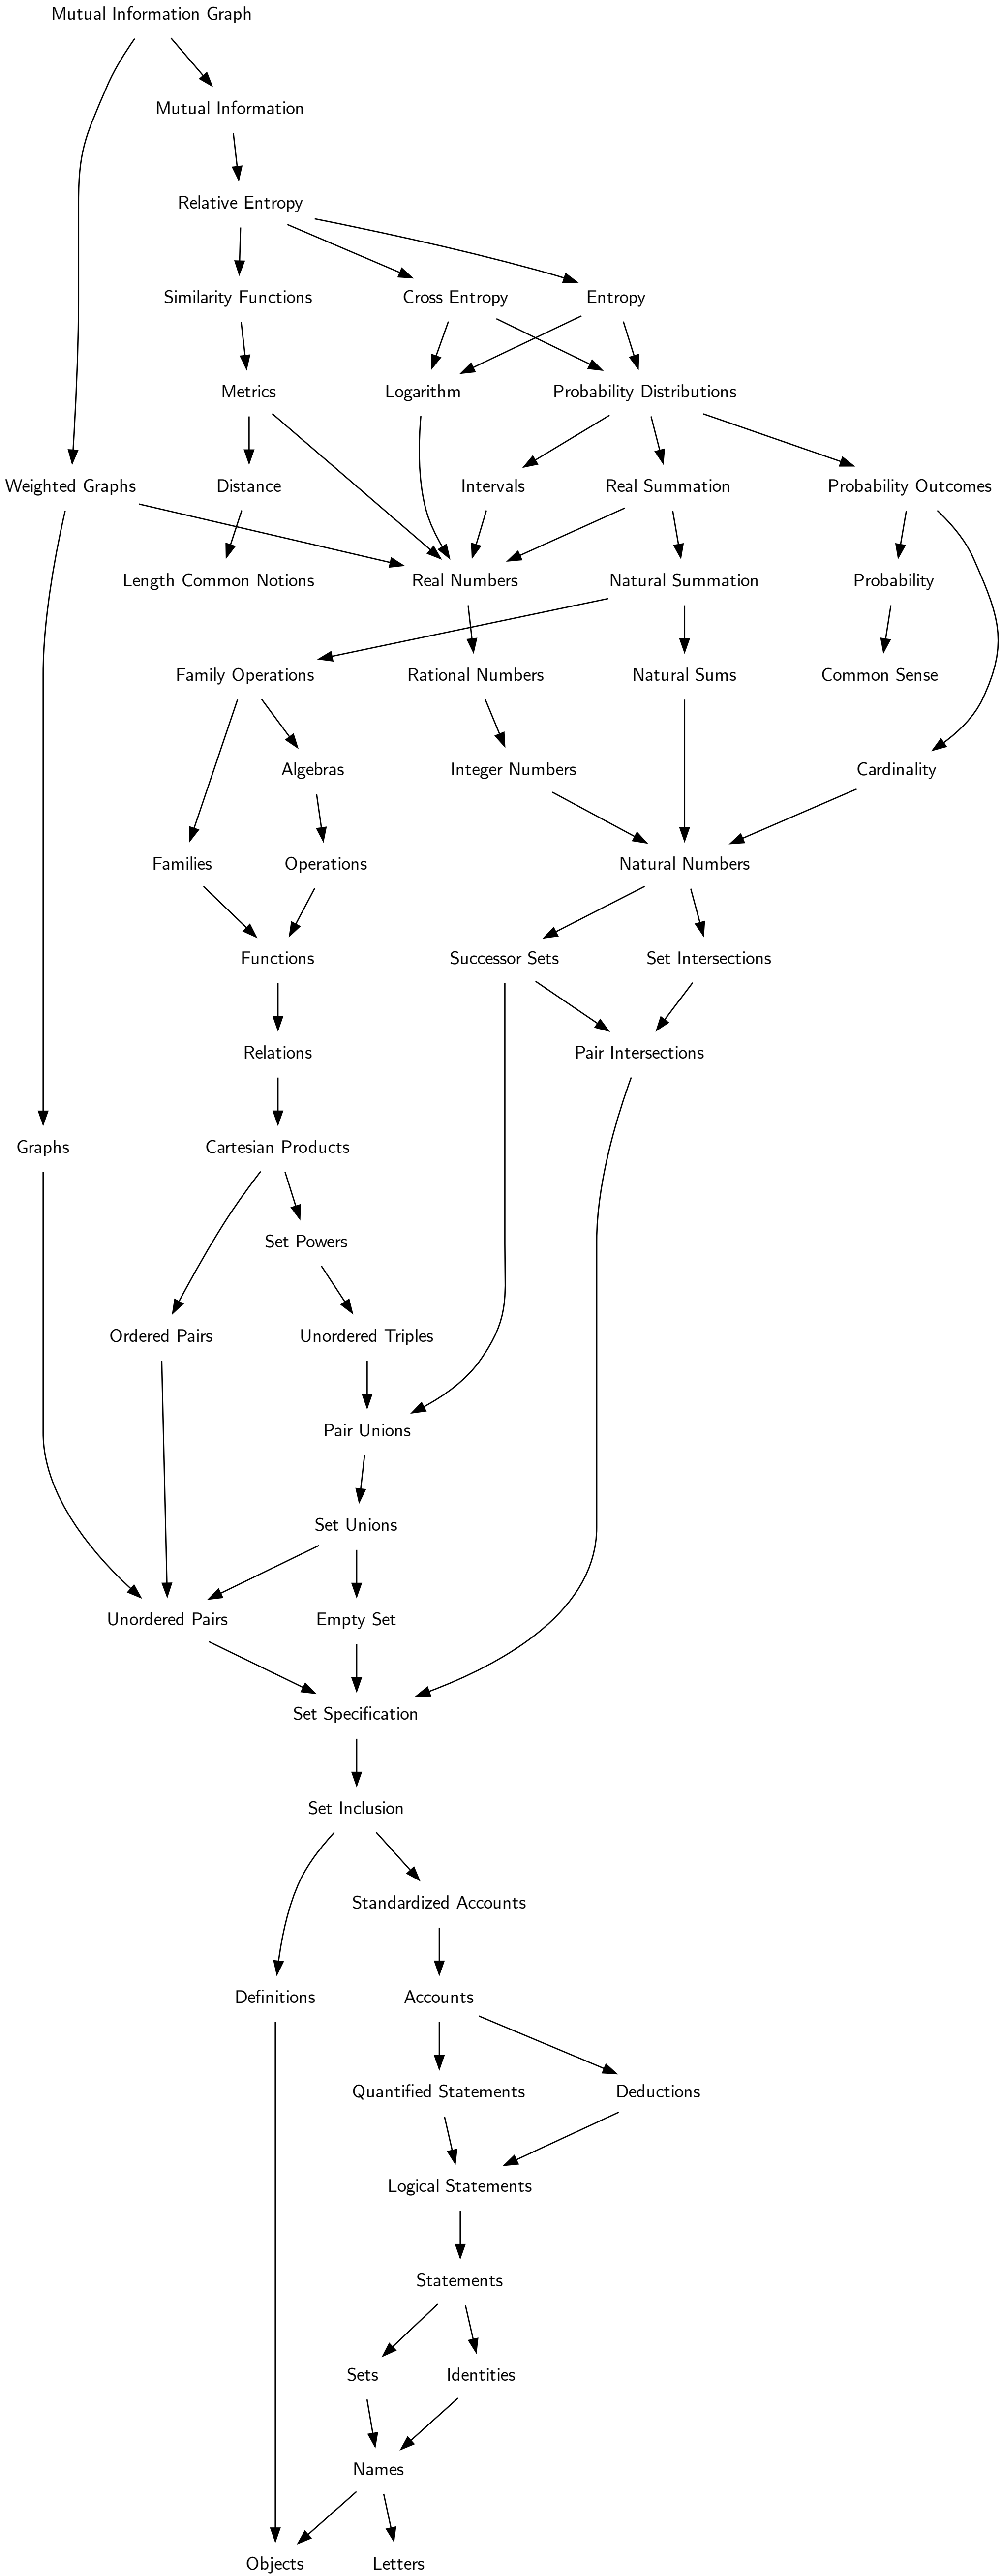 Mutual Information Graph
Mutual Information
Relative Entropy
Similarity Functions
Cross Entropy
Entropy
Metrics
Logarithm
Probability Distributions
Weighted Graphs
Distance
Intervals
Real Summation
Probability Outcomes
Length Common Notions
Real Numbers
Natural Summation
Probability
Family Operations
Rational Numbers
Natural Sums
Common Sense
Algebras
Integer Numbers
Cardinality
Families
Operations
Natural Numbers
Functions
Successor Sets
Set Intersections
Relations
Pair Intersections
Graphs
Cartesian Products
Set Powers
Ordered Pairs
Unordered Triples
Pair Unions
Set Unions
Unordered Pairs
Empty Set
Set Specification
Set Inclusion
Standardized Accounts
Definitions
Accounts
Quantified Statements
Deductions
Logical Statements
Statements
Sets
Identities
Names
Objects
Letters